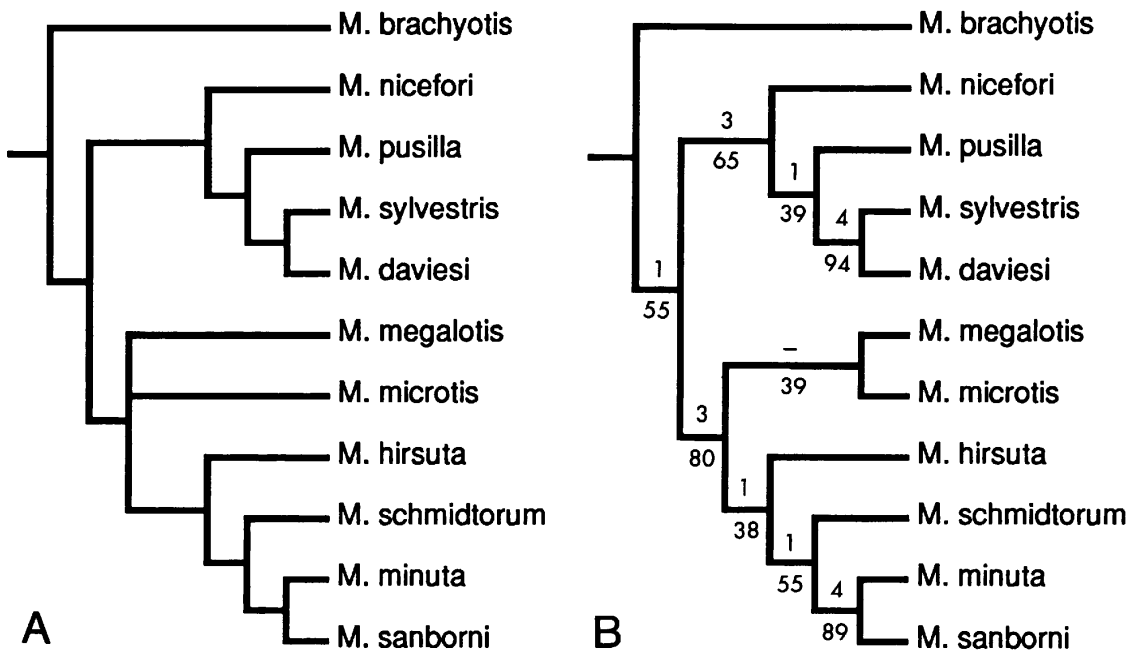 M. brachyotis
M. nicefori
M. pusilla
M. sylvestris
M. daviesi
M. megalotis
M. microtis
M. hirsuta
M. schmidtorum
M. minuta
M. sanborni
A
M. brachyotis
M. nicefori
3
65
M. pusilla
1
39
M. sylvestris
4
94
M. daviesi
1
55
M. megalotis
–
39
M. microtis
3
80
M. hirsuta
1
38
M. schmidtorum
1
55
M. minuta
4
89
M. sanborni
B